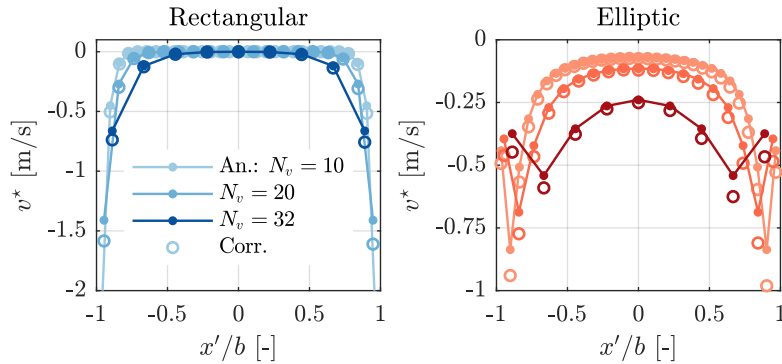 Rectangular
0
-0.5
-1
-1.5
-2
v* [m/s]
An.: N_v = 10
N_v = 20
N_v = 32
Corr.
-1 -0.5 0 0.5 1
x'/b [-]
Elliptic
0
-0.25
-0.5
-0.75
-1
v* [m/s]
-1 -0.5 0 0.5 1
x'/b [-]